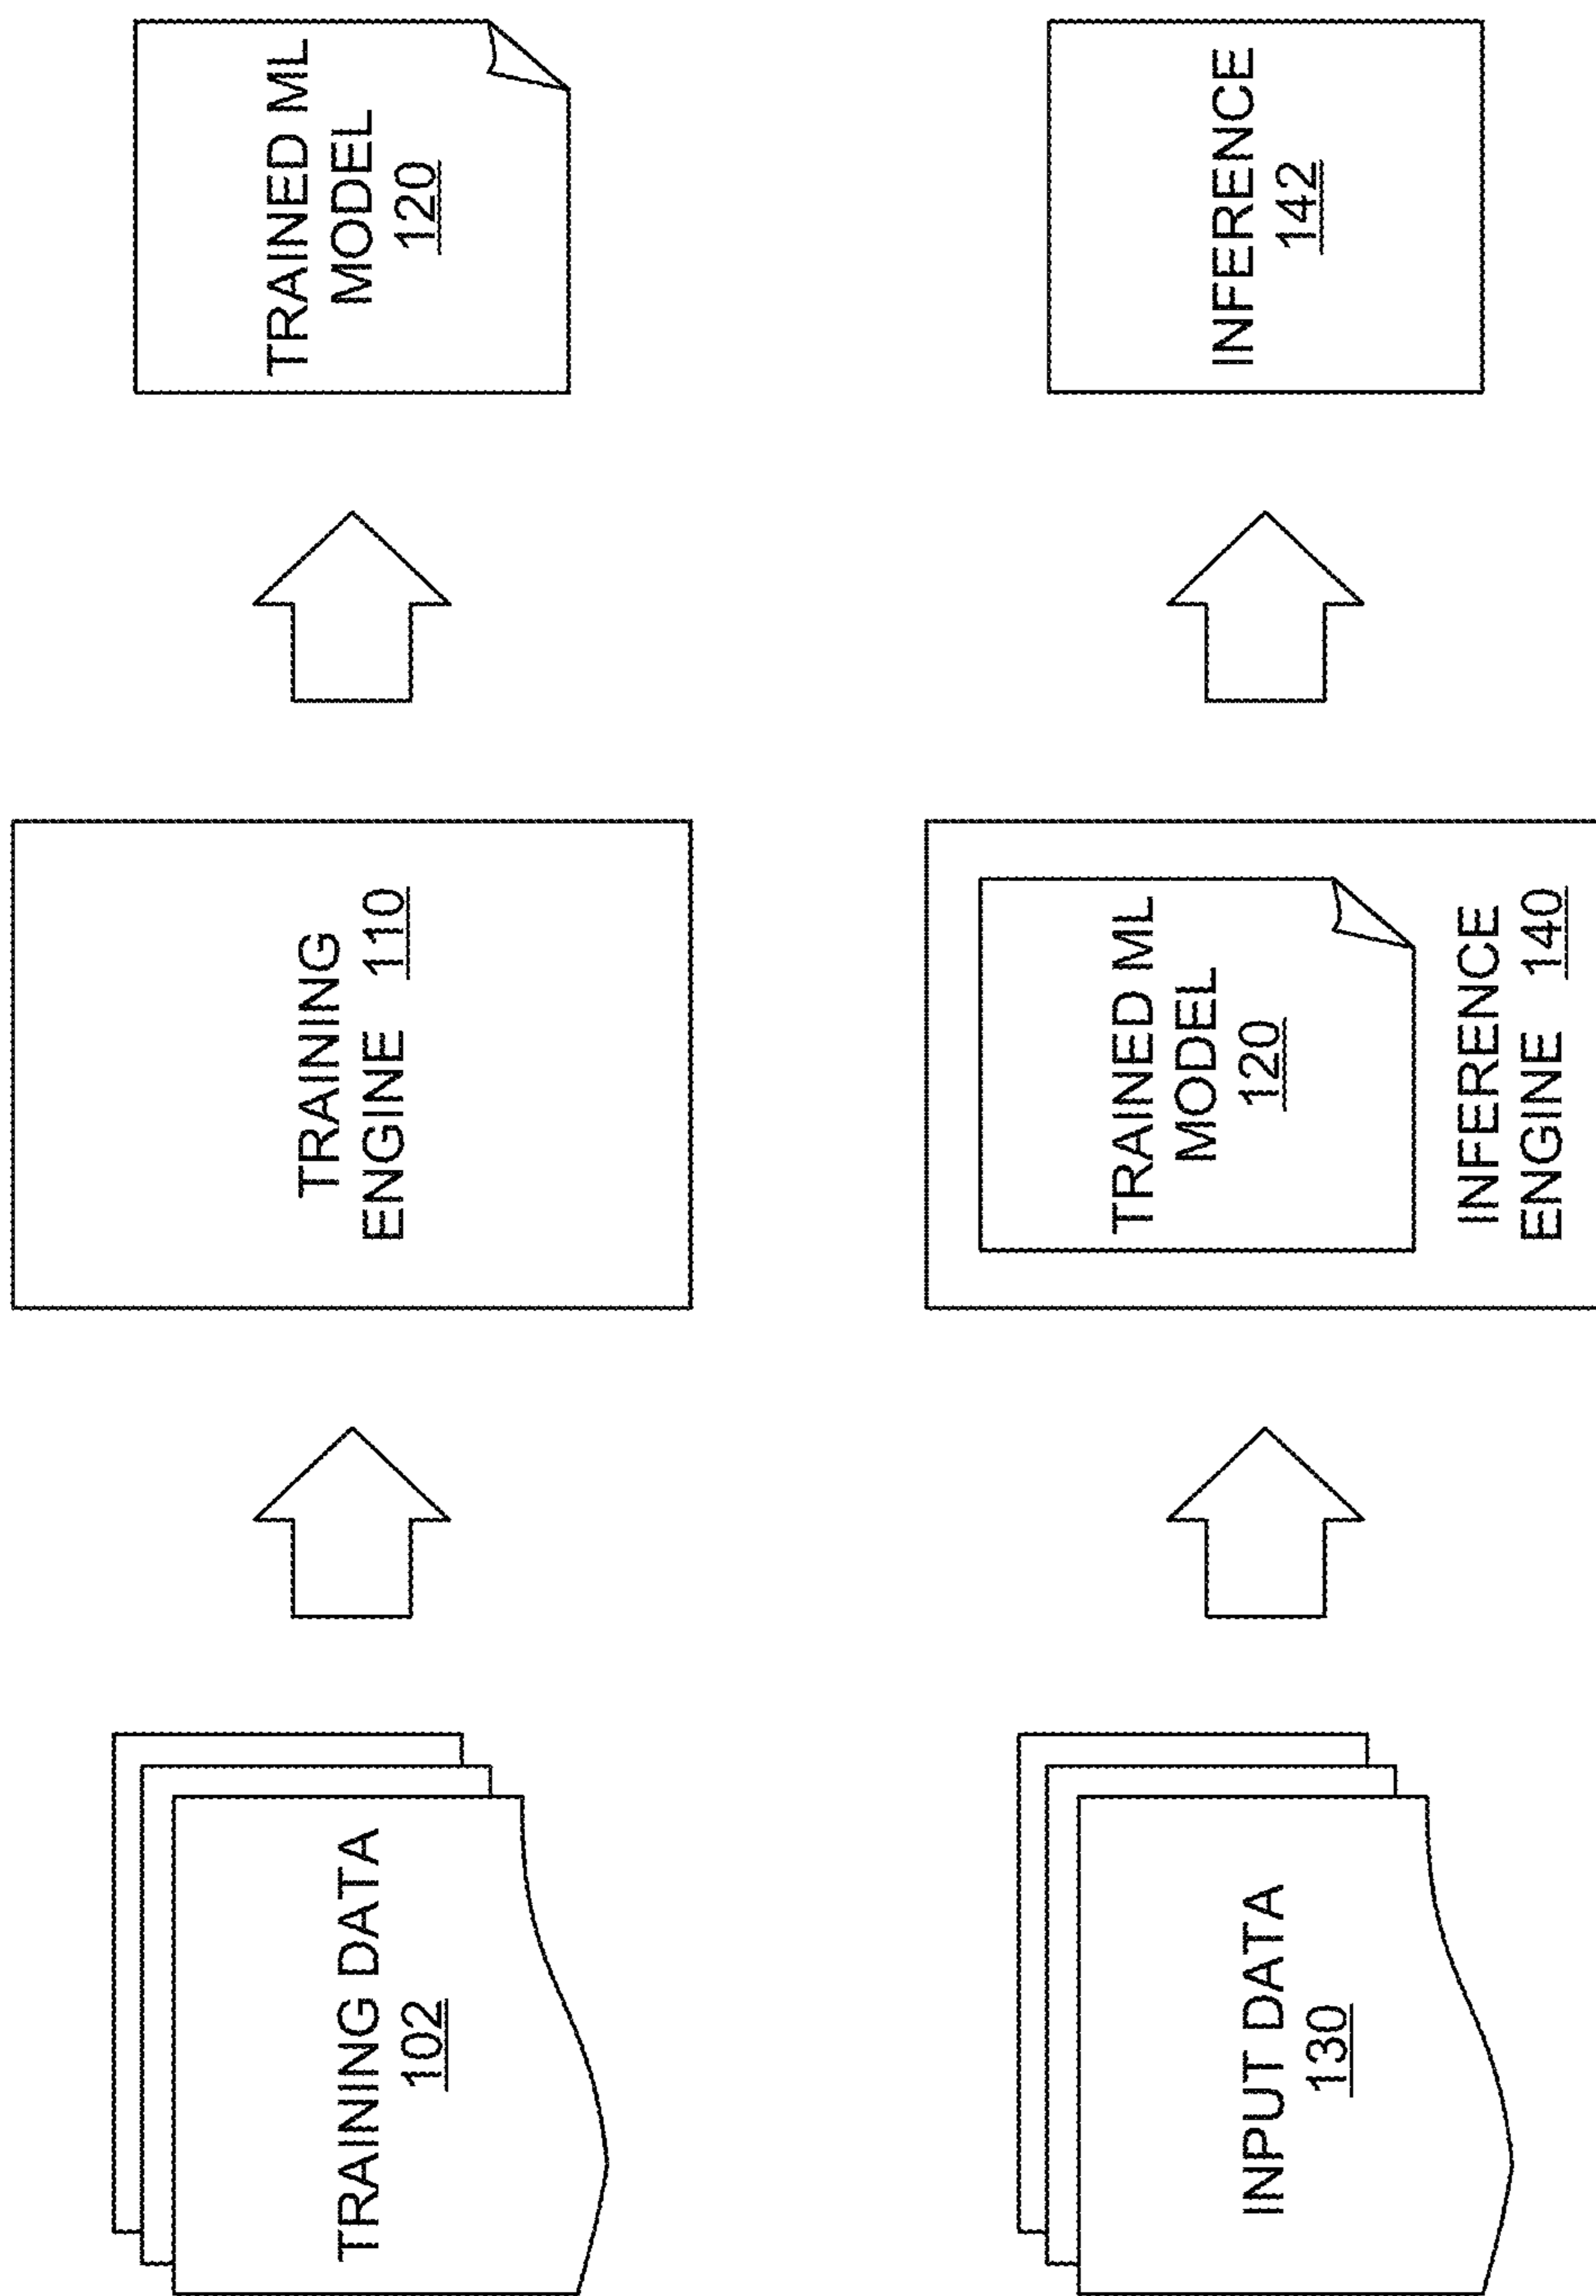 TRAINING DATA
102
TRAINING
ENGINE 110
TRAINED ML
MODEL
120
INPUT DATA
130
TRAINED ML
MODEL
120
INFERENCE
ENGINE 140
INFERENCE
142